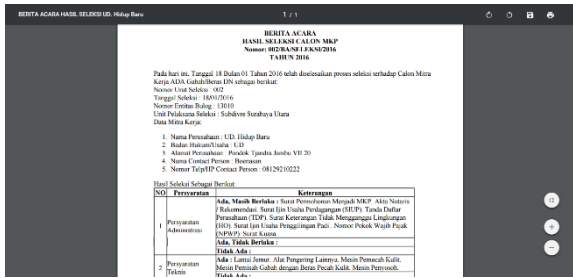 BERITA ACARA HASIL SELEKSI UD. Hidup Baru
1 / 1
BERITA ACARA
HASIL SELEKSI CALON MKP
Nomor: 002/BA/SELEKSI/2016
TAHUN 2016
Pada hari ini, Tanggal 18 Bulan 01 Tahun 2016 telah diselesaikan proses seleksi terhadap Calon Mitra
Kerja ADA Gabah/Beras DN sebagai berikut:
Nomor Urut Seleksi : 002
Tanggal Seleksi : 18/01/2016
Nomor Entitas Bulog : 13010
Unit Pelaksana Seleksi : Subdivre Surabaya Utara
Data Mitra Kerja:
1. Nama Perusahaan : UD. Hidup Baru
2. Badan Hukum/Usaha : UD
3. Alamat Perusahaan : Pondok Tjandra Jambu VII 20
4. Nama Contact Person : Boenasan
5. Nomor Telp/HP Contact Person : 08129210222
Hasil Seleksi Sebagai Berikut
NO Persyaratan Keterangan
1 Persyaratan Administrasi
Ada, Masih Berlaku : Surat Permohonan Menjadi MKP. Akta Notaris
/ Rekomendasi. Surat Ijin Usaha Perdagangan (SIUP). Tanda Daftar
Perusahaan (TDP). Surat Keterangan Tidak Mengganggu Lingkungan
(HO). Surat Ijin Usaha Penggilingan Padi . Nomor Pokok Wajib Pajak
(NPWP). Surat Kuasa.
Ada, Tidak Berlaku :
Tidak Ada :
2 Persyaratan Teknis
Ada : Lantai Jemur. Alat Pengering Lainnya. Mesin Pemecah Kulit.
Mesin Pemisah Gabah dengan Beras Pecah Kulit. Mesin Penyosoh.
Tidak Ada :